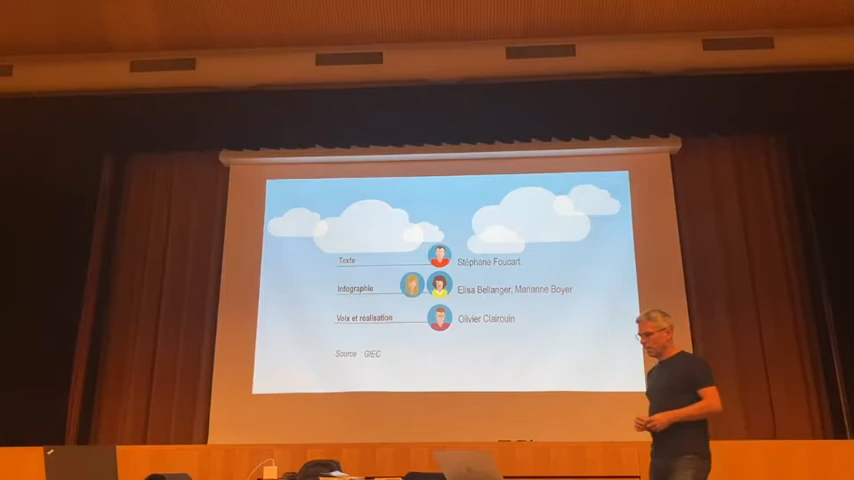 Texte
Stéphane Foucart
Infographie
Elisa Bellanger, Marianne Boyer
Voix et réalisation
Olivier Clairouin
Source : GIEC